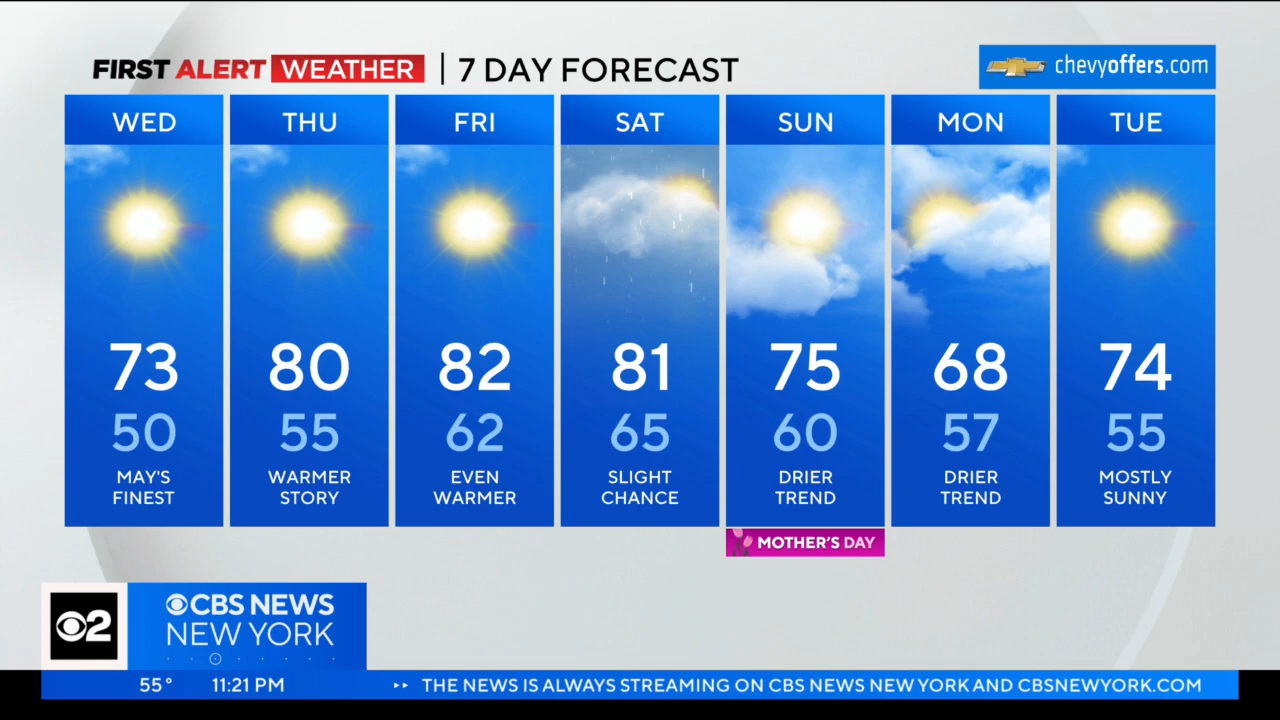 FIRST ALERT WEATHER | 7 DAY FORECAST
chevyoffers.com
WED
73
50
MAY'S
FINEST
THU
80
55
WARMER
STORY
FRI
82
62
EVEN
WARMER
SAT
81
65
SLIGHT
CHANCE
SUN
75
60
DRIER
TREND
MOTHER'S DAY
MON
68
57
DRIER
TREND
TUE
74
55
MOSTLY
SUNNY
2
CBS NEWS
NEW YORK
55° 11:21 PM THE NEWS IS ALWAYS STREAMING ON CBS NEWS NEW YORK AND CBSNEWYORK.COM